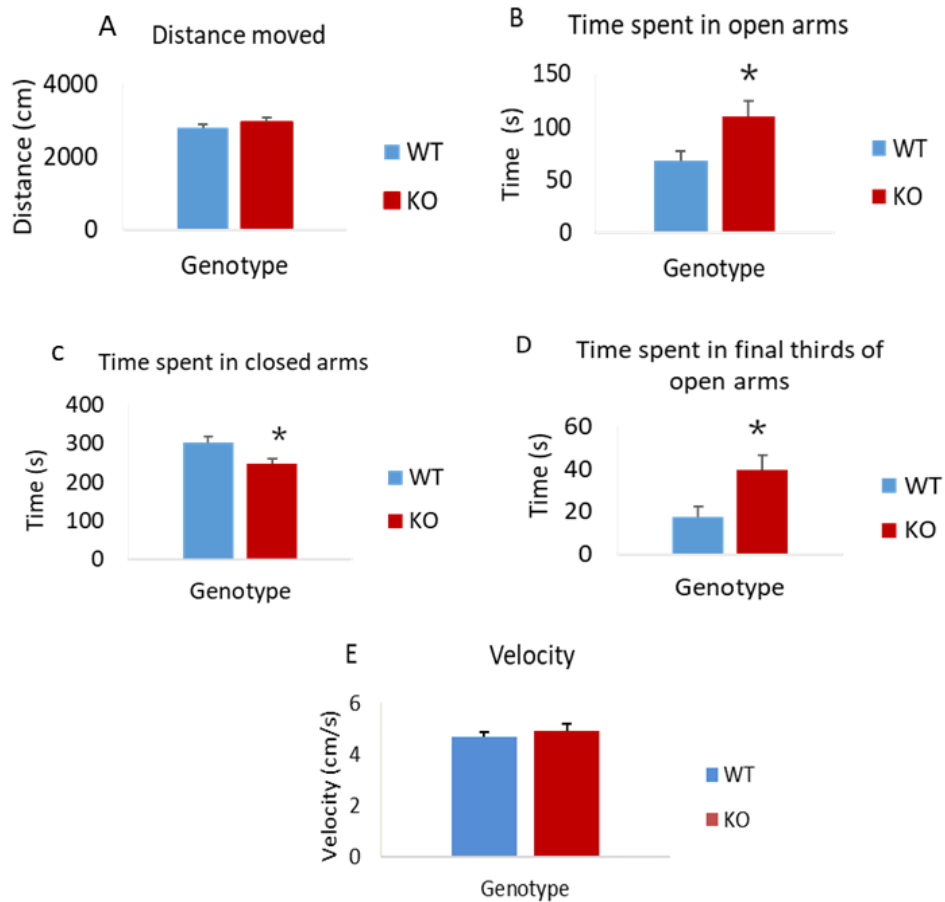 A
Distance moved
Distance (cm)
4000
2000
0
WT
KO
Genotype
B
Time spent in open arms
Time (s)
150
100
50
0
*
WT
KO
Genotype
C
Time spent in closed arms
Time (s)
400
300
200
100
0
*
WT
KO
Genotype
D
Time spent in final thirds of
open arms
Time (s)
60
40
20
0
*
WT
KO
Genotype
E
Velocity
Velocity (cm/s)
6
4
2
0
WT
KO
Genotype